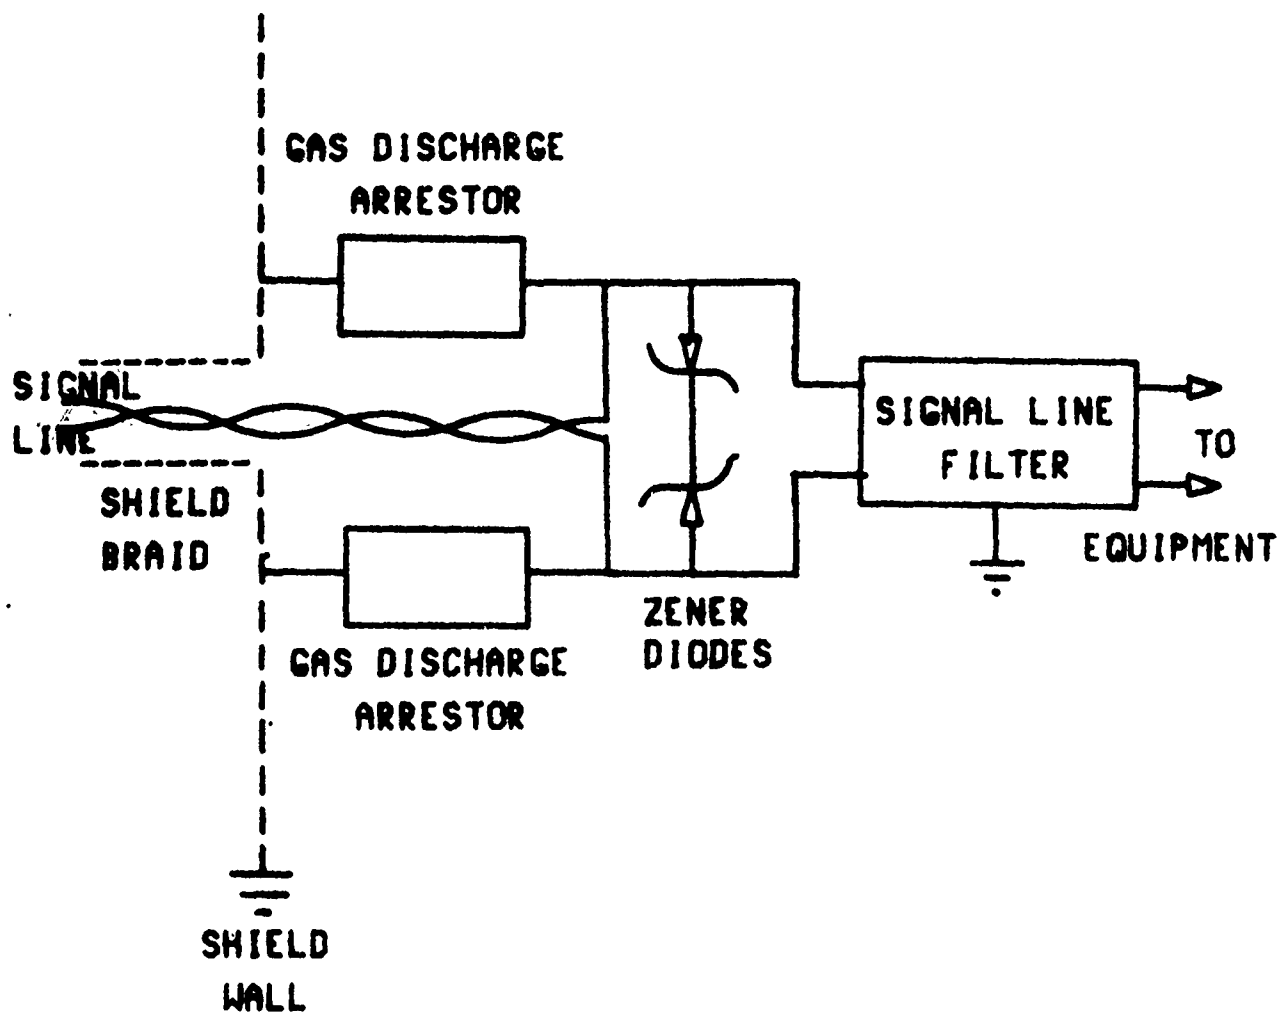 GAS DISCHARGE
ARRESTOR
SIGNAL
LINE
SHIELD
BRAID
SIGNAL LINE
FILTER
TO
EQUIPMENT
ZENER
DIODES
GAS DISCHARGE
ARRESTOR
SHIELD
WALL